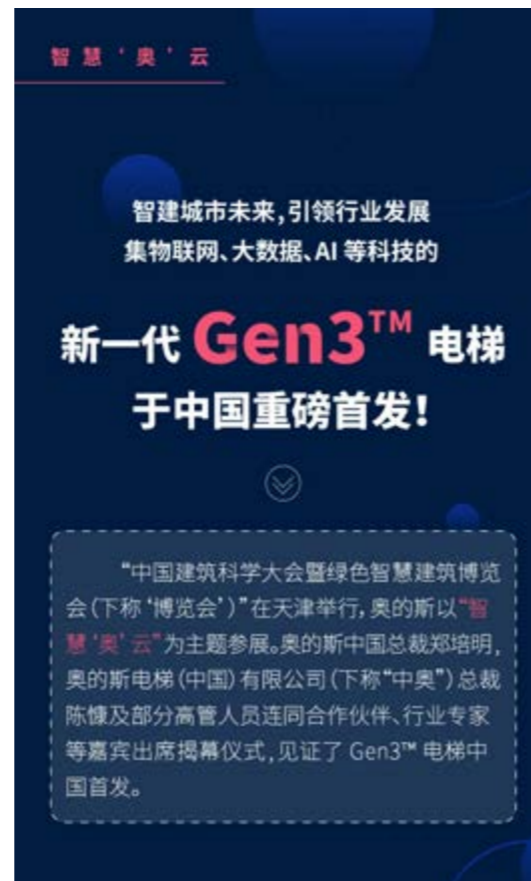 智慧‘奥’云
智建城市未来,引领行业发展
集物联网、大数据、AI 等科技的
新一代 Gen3™ 电梯
于中国重磅首发!
“中国建筑科学大会暨绿色智慧建筑博览
会(下称‘博览会’)”在天津举行,奥的斯以“智
慧‘奥’云”为主题参展。奥的斯中国总裁郑培明,
奥的斯电梯(中国)有限公司(下称“中奥”)总裁
陈慷及部分高管人员连同合作伙伴、行业专家
等嘉宾出席揭幕仪式,见证了 Gen3™ 电梯中
国首发。